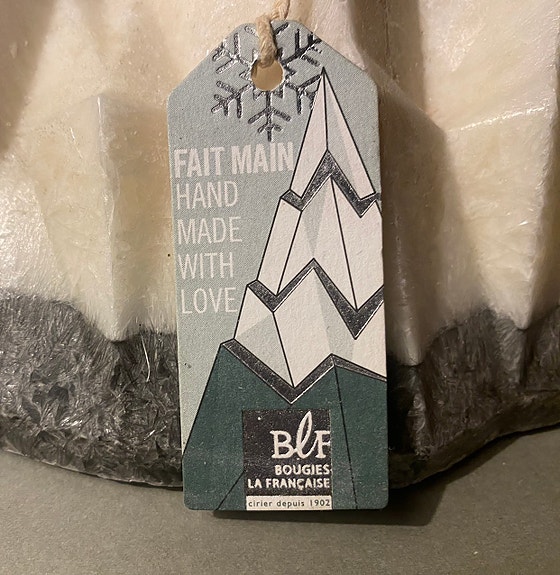 FAIT MAIN
HAND
MADE
WITH
LOVE
BLF
BOUGIES
LA FRANÇAISE
cirier depuis 1902